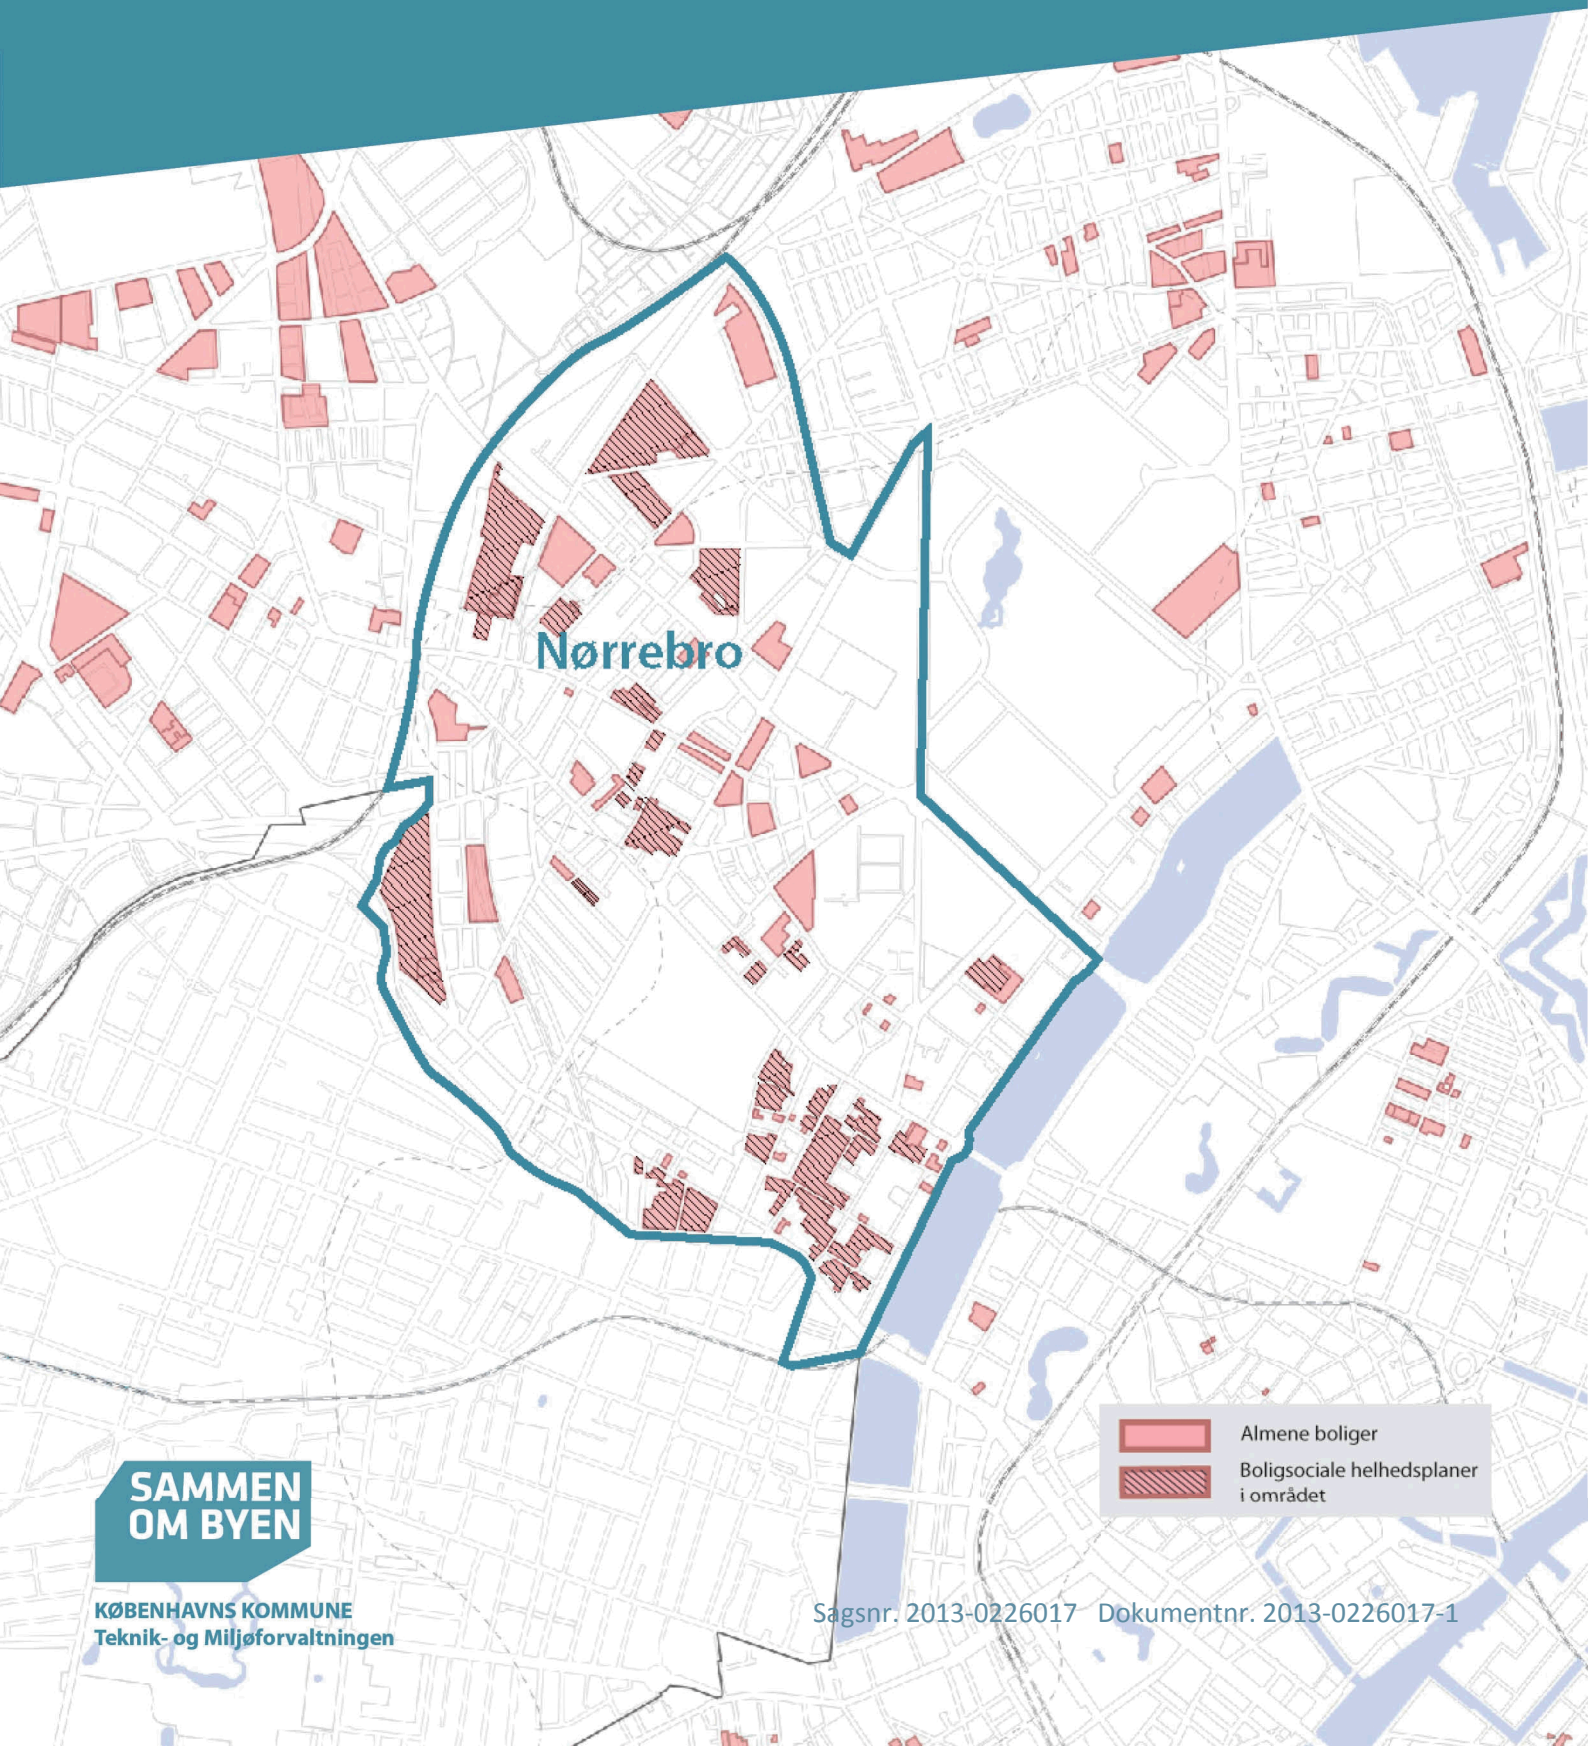 Nørrebro
Almene boliger
Boligsociale helhedsplaner
i området
SAMMEN
OM BYEN
KØBENHAVNS KOMMUNE
Teknik- og Miljøforvaltningen
Sagsnr. 2013-0226017 Dokumentnr. 2013-0226017-1